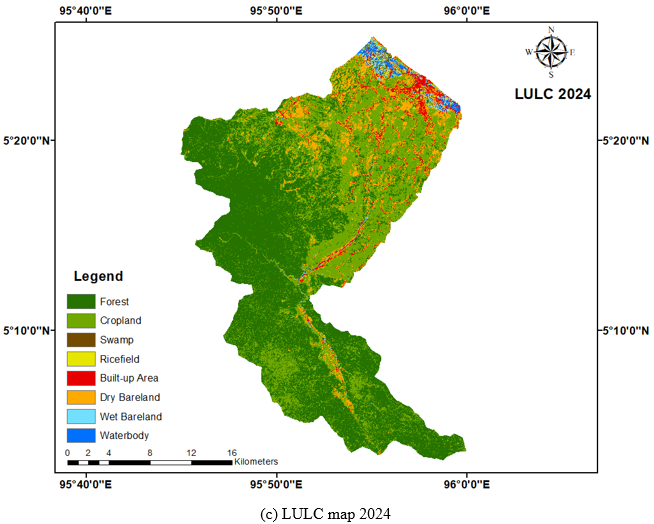 95°40'0"E 95°50'0"E 96°0'0"E
N
W E
S
LULC 2024
5°20'0"N 5°20'0"N
Legend
Forest
Cropland
5°10'0"N 5°10'0"N
Swamp
Ricefield
Built-up Area
Dry Bareland
Wet Bareland
Waterbody
0 2 4 8 12 16
Kilometers
95°40'0"E 95°50'0"E 96°0'0"E
(c) LULC map 2024